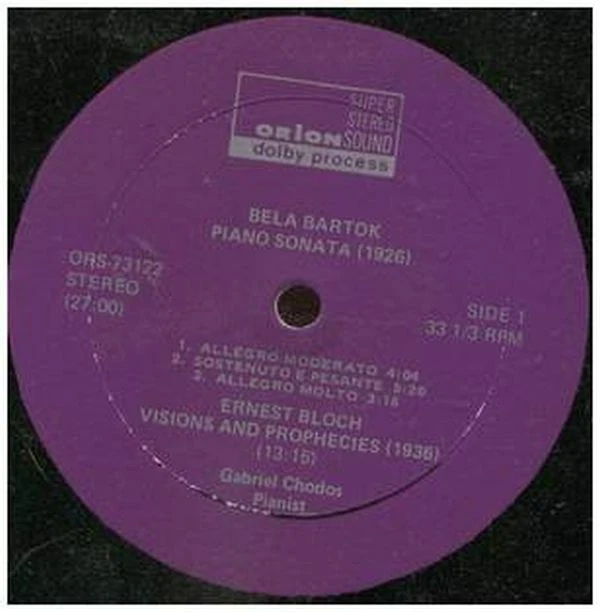 SUPER
STEREO
ORION SOUND
dolby process
BELA BARTOK
PIANO SONATA (1926)
ORS-73122
STEREO
(27:00)
SIDE 1
33 1/3 RPM
1. ALLEGRO MODERATO 4:04
2. SOSTENUTO E PESANTE 5:20
3. ALLEGRO MOLTO 3:18
ERNEST BLOCH
VISIONS AND PROPHECIES (1936)
(13:15)
Gabriel Chodos
Pianist